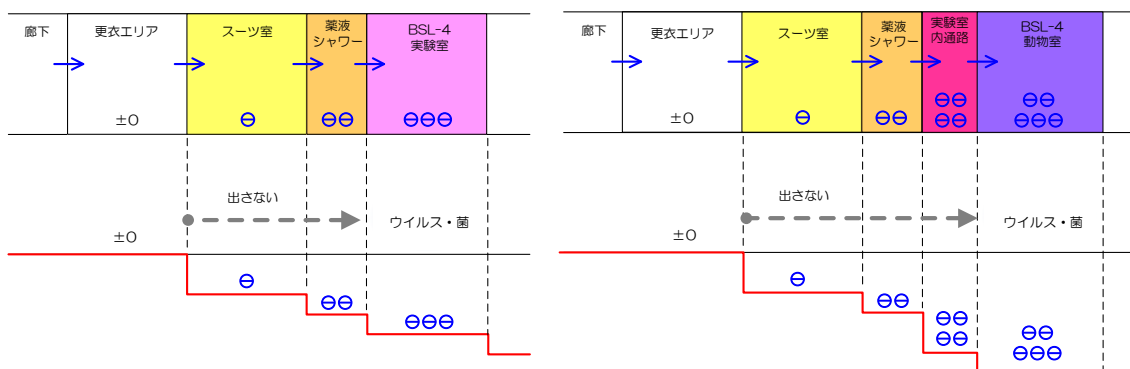 廊下
更衣エリア
スーツ室
薬液
シャワー
BSL-4
実験室
±0
⊖
⊖⊖
⊖⊖⊖
出さない
ウイルス・菌
±0
⊖
⊖⊖
⊖⊖⊖
廊下
更衣エリア
スーツ室
薬液
シャワー
実験室
内通路
BSL-4
動物室
±0
⊖
⊖⊖
⊖⊖
⊖⊖
⊖⊖
⊖⊖⊖
出さない
ウイルス・菌
±0
⊖
⊖⊖
⊖⊖
⊖⊖
⊖⊖
⊖⊖⊖